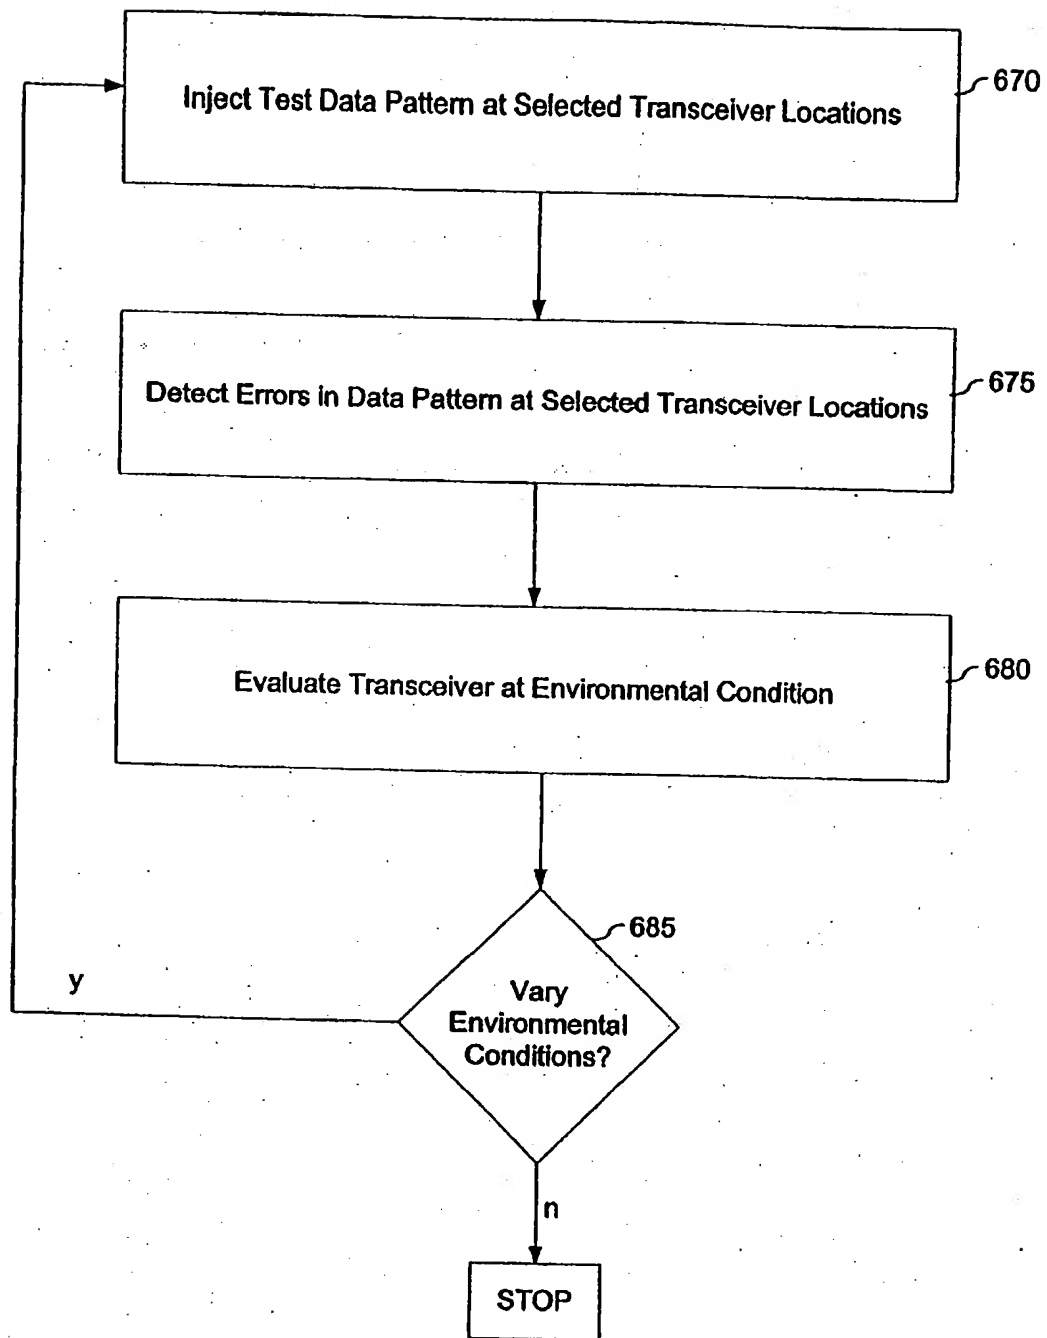 Inject Test Data Pattern at Selected Transceiver Locations
670
Detect Errors in Data Pattern at Selected Transceiver Locations
675
Evaluate Transceiver at Environmental Condition
680
685
Vary
Environmental
Conditions?
y
n
STOP